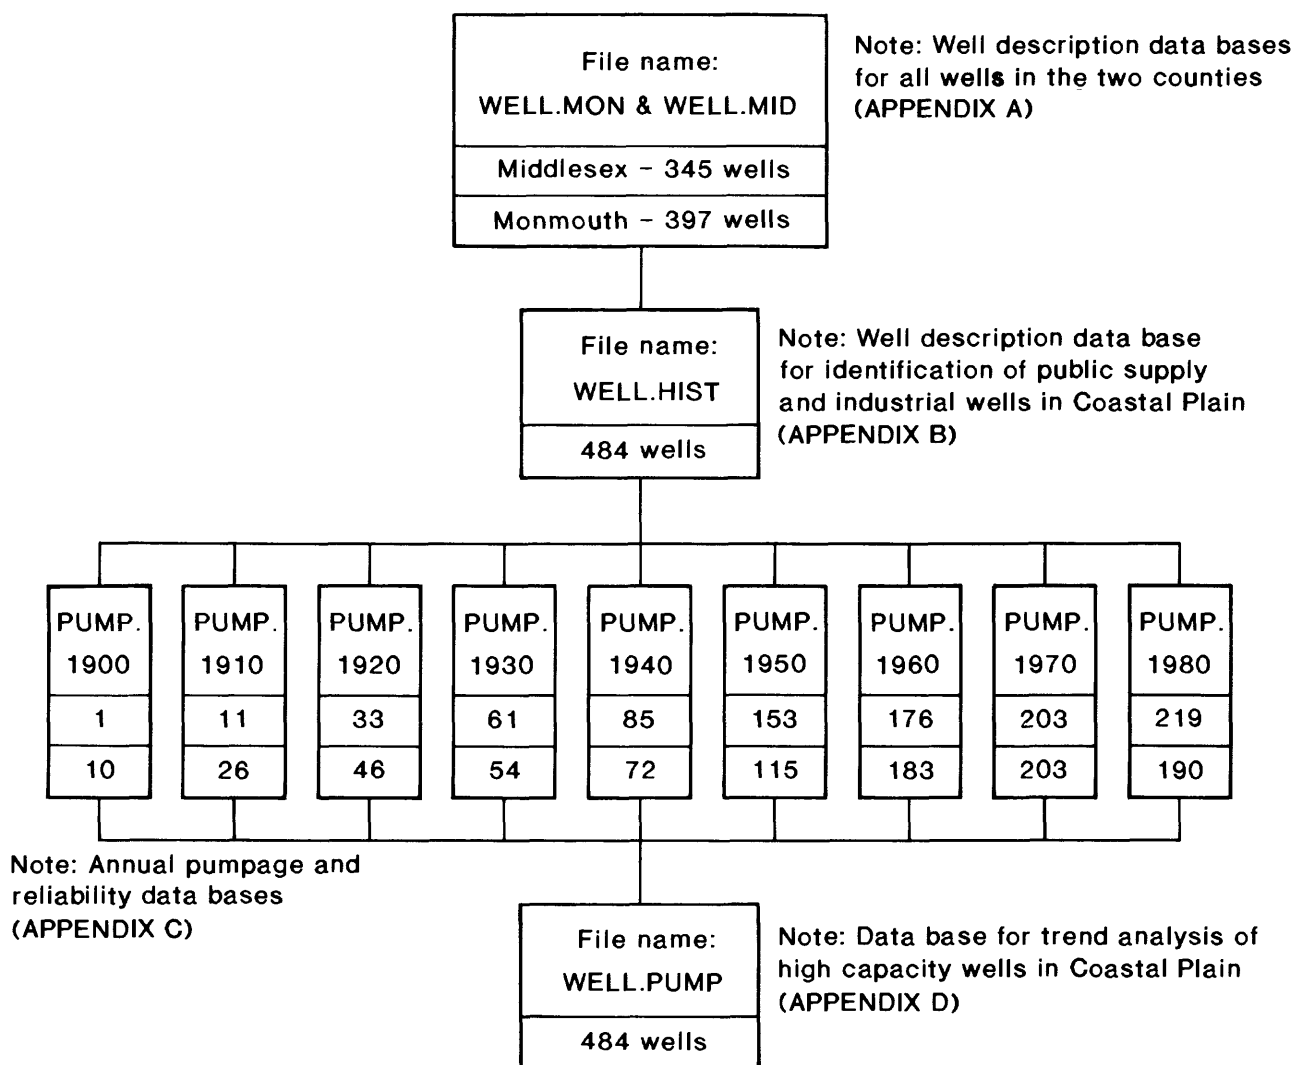 File name:
WELL.MON & WELL.MID
Middlesex – 345 wells
Monmouth – 397 wells
Note: Well description data bases
for all wells in the two counties
(APPENDIX A)
File name:
WELL.HIST
484 wells
Note: Well description data base
for identification of public supply
and industrial wells in Coastal Plain
(APPENDIX B)
PUMP.
1900
1
10
PUMP.
1910
11
26
PUMP.
1920
33
46
PUMP.
1930
61
54
PUMP.
1940
85
72
PUMP.
1950
153
115
PUMP.
1960
176
183
PUMP.
1970
203
203
PUMP.
1980
219
190
Note: Annual pumpage and
reliability data bases
(APPENDIX C)
File name:
WELL.PUMP
484 wells
Note: Data base for trend analysis of
high capacity wells in Coastal Plain
(APPENDIX D)